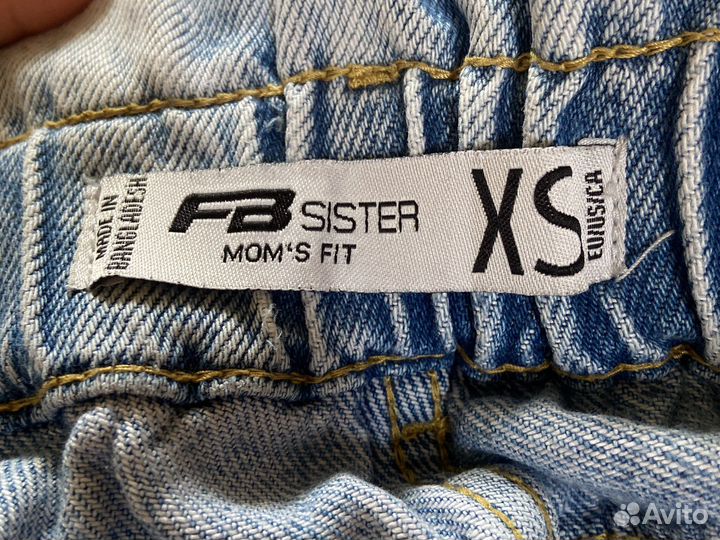 MADE IN
BANGLADESH
FB SISTER
MOM'S FIT
XS
EU/US/CA
Avito